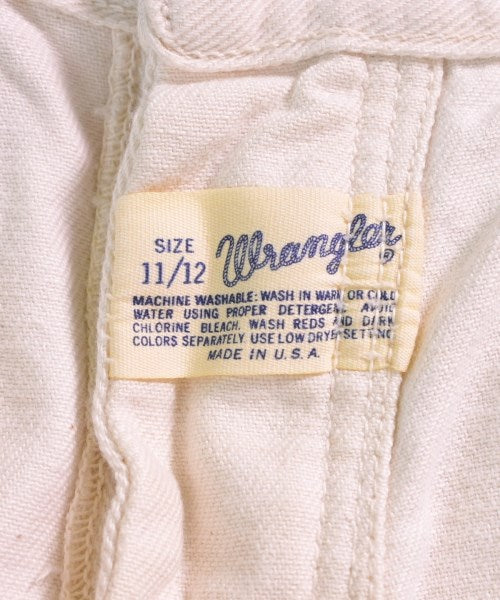 SIZE
11/12
Wrangler
®
MACHINE WASHABLE: WASH IN WARM OR COLD
WATER USING PROPER DETERGENT. AVOID
CHLORINE BLEACH, WASH REDS AND DARK
COLORS SEPARATELY. USE LOW DRYER SETTING
MADE IN U.S.A.